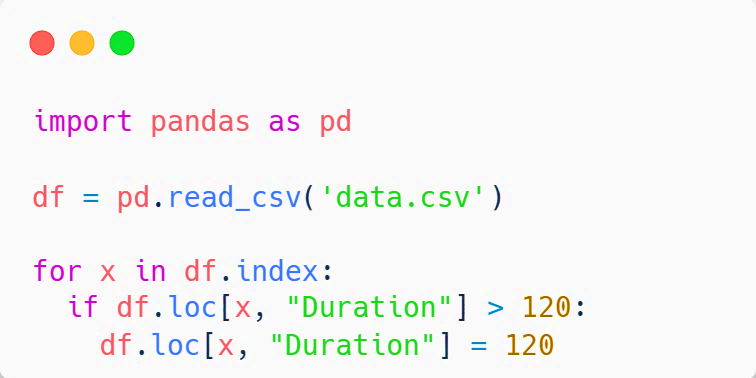 import pandas as pd
df = pd.read_csv('data.csv')
for x in df.index:
  if df.loc[x, "Duration"] > 120:
    df.loc[x, "Duration"] = 120